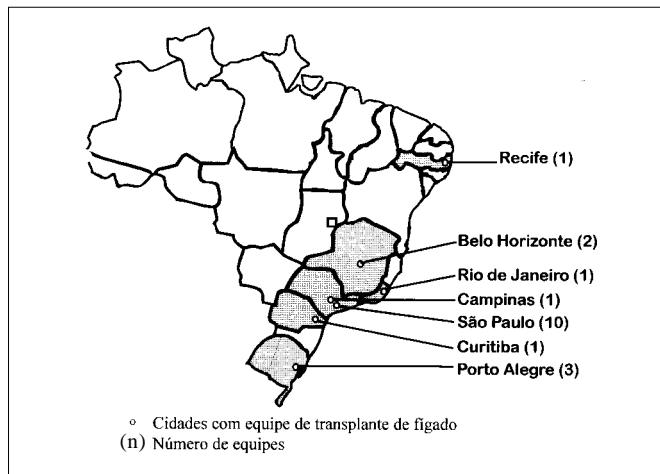 Recife (1)
Belo Horizonte (2)
Rio de Janeiro (1)
Campinas (1)
São Paulo (10)
Curitiba (1)
Porto Alegre (3)
Cidades com equipe de transplante de fígado
(n) Número de equipes